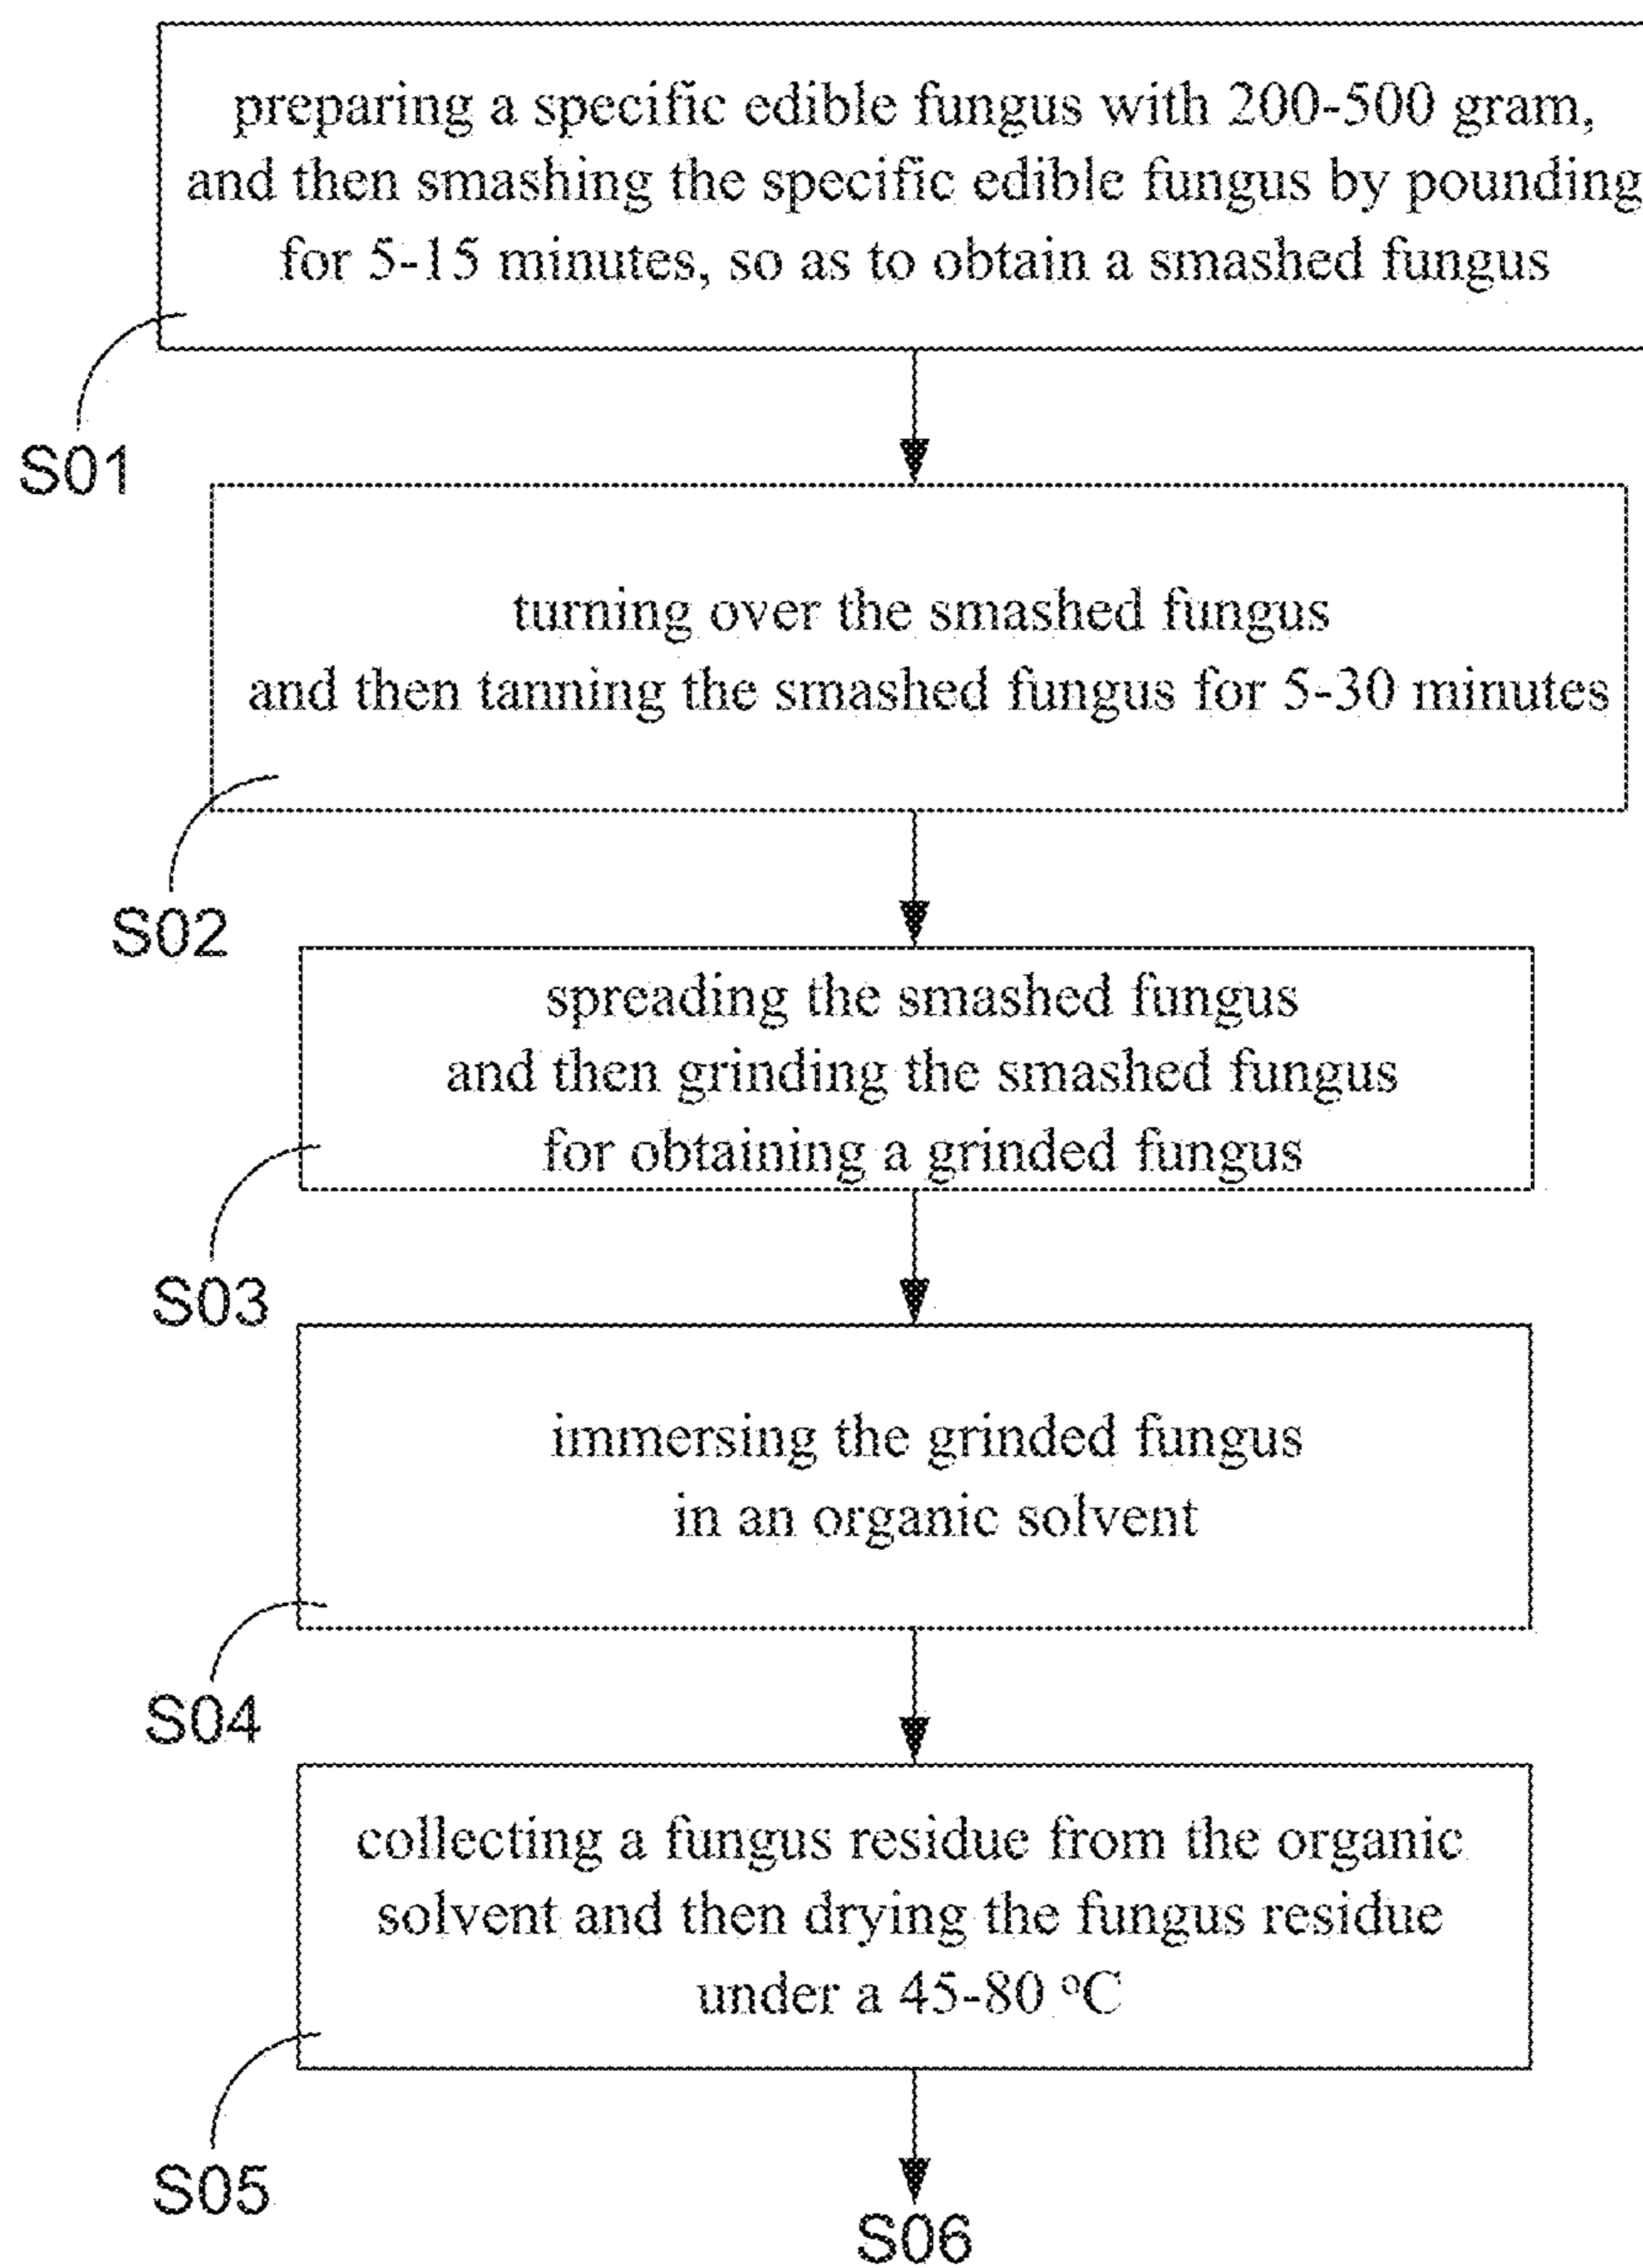 preparing a specific edible fungus with 200-500 gram,
and then smashing the specific edible fungus by pounding
for 5-15 minutes, so as to obtain a smashed fungus
S01
turning over the smashed fungus
and then tanning the smashed fungus for 5-30 minutes
S02
spreading the smashed fungus
and then grinding the smashed fungus
for obtaining a grinded fungus
S03
immersing the grinded fungus
in an organic solvent
S04
collecting a fungus residue from the organic
solvent and then drying the fungus residue
under a 45-80 °C
S05
S06